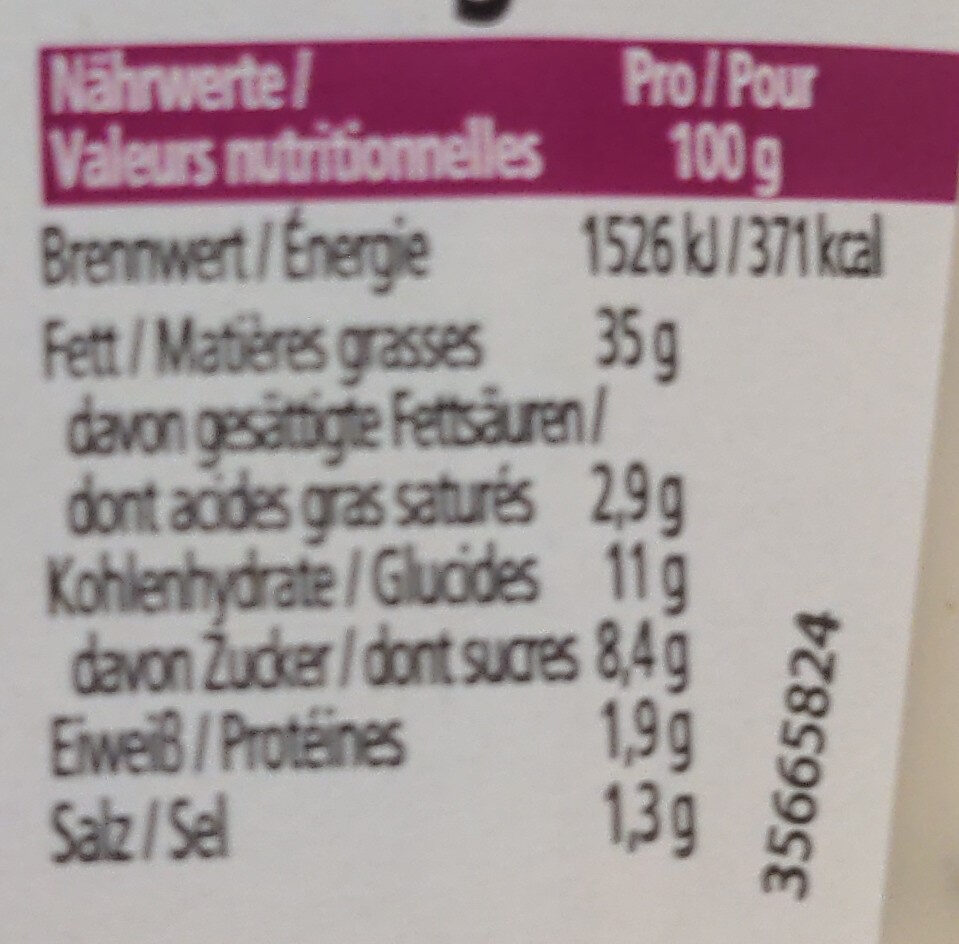 Nährwerte / Pro / Pour
Valeurs nutritionnelles 100 g
Brennwert / Énergie 1526 kJ / 371 kcal
Fett / Matières grasses 35 g
davon gesättigte Fettsäuren /
dont acides gras saturés 2,9 g
Kohlenhydrate / Glucides 11 g
davon Zucker / dont sucres 8,4 g
Eiweiß / Protéines 1,9 g
Salz / Sel 1,3 g
35665824